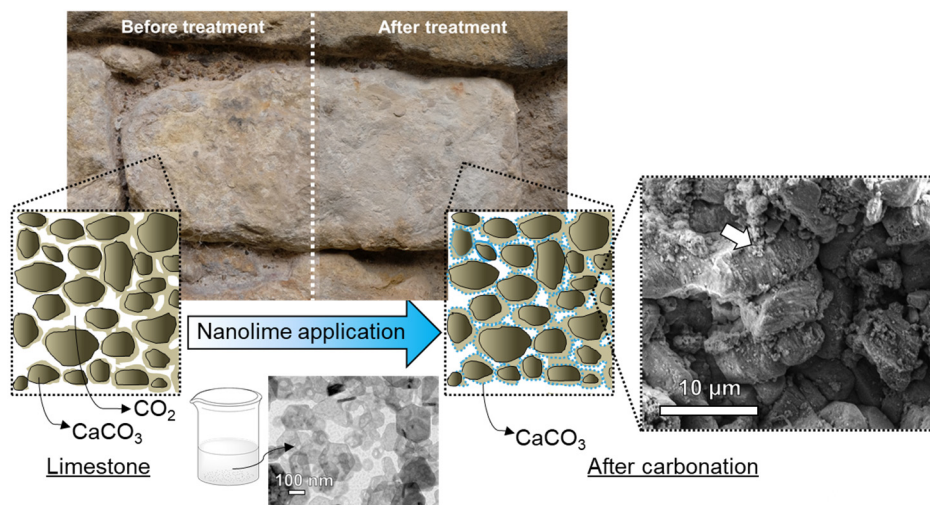 Before treatment
After treatment
Nanolime application
CO₂
CaCO₃
Limestone
100 nm
CaCO₃
10 μm
After carbonation